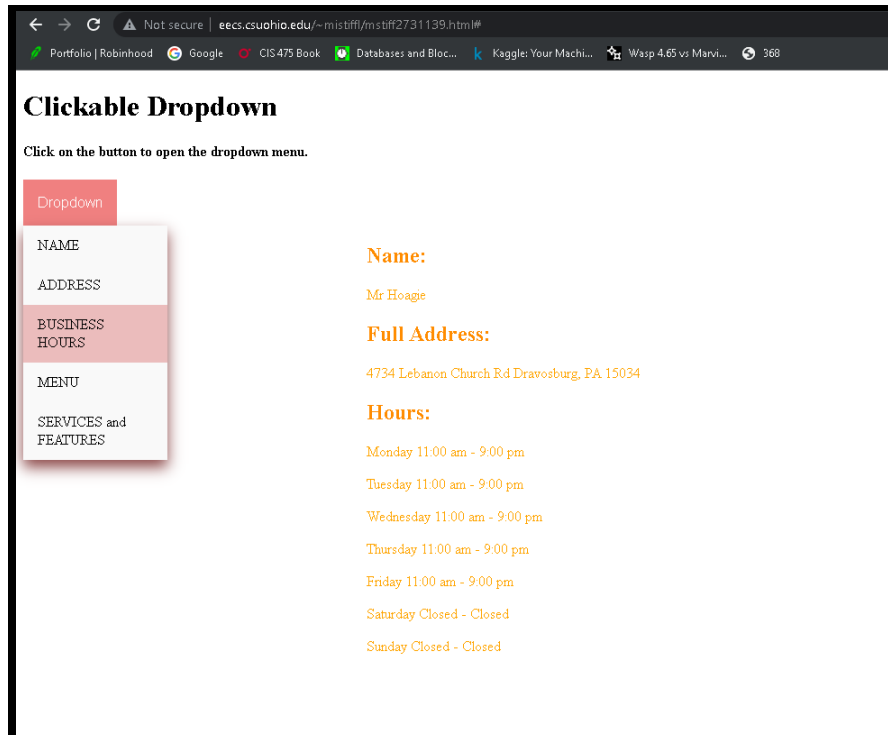 Not secure | eecs.csuohio.edu/~mistiffl/mstiff2731139.html#
Portfolio | Robinhood Google CIS 475 Book Databases and Bloc... Kaggle: Your Machi... Wasp 4.65 vs Marvi... 368
Clickable Dropdown
Click on the button to open the dropdown menu.
Dropdown
NAME
ADDRESS
BUSINESS
HOURS
MENU
SERVICES and
FEATURES
Name:
Mr Hoagie
Full Address:
4734 Lebanon Church Rd Dravosburg, PA 15034
Hours:
Monday 11:00 am - 9:00 pm
Tuesday 11:00 am - 9:00 pm
Wednesday 11:00 am - 9:00 pm
Thursday 11:00 am - 9:00 pm
Friday 11:00 am - 9:00 pm
Saturday Closed - Closed
Sunday Closed - Closed